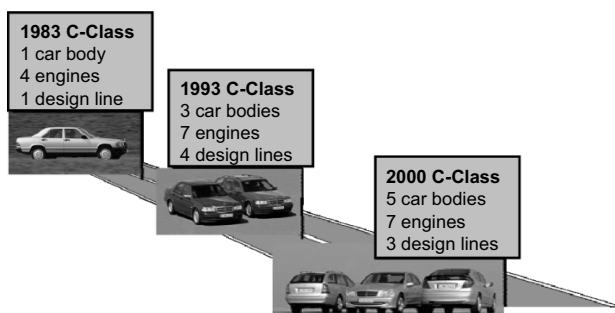 1983 C-Class
1 car body
4 engines
1 design line
1993 C-Class
3 car bodies
7 engines
4 design lines
2000 C-Class
5 car bodies
7 engines
3 design lines